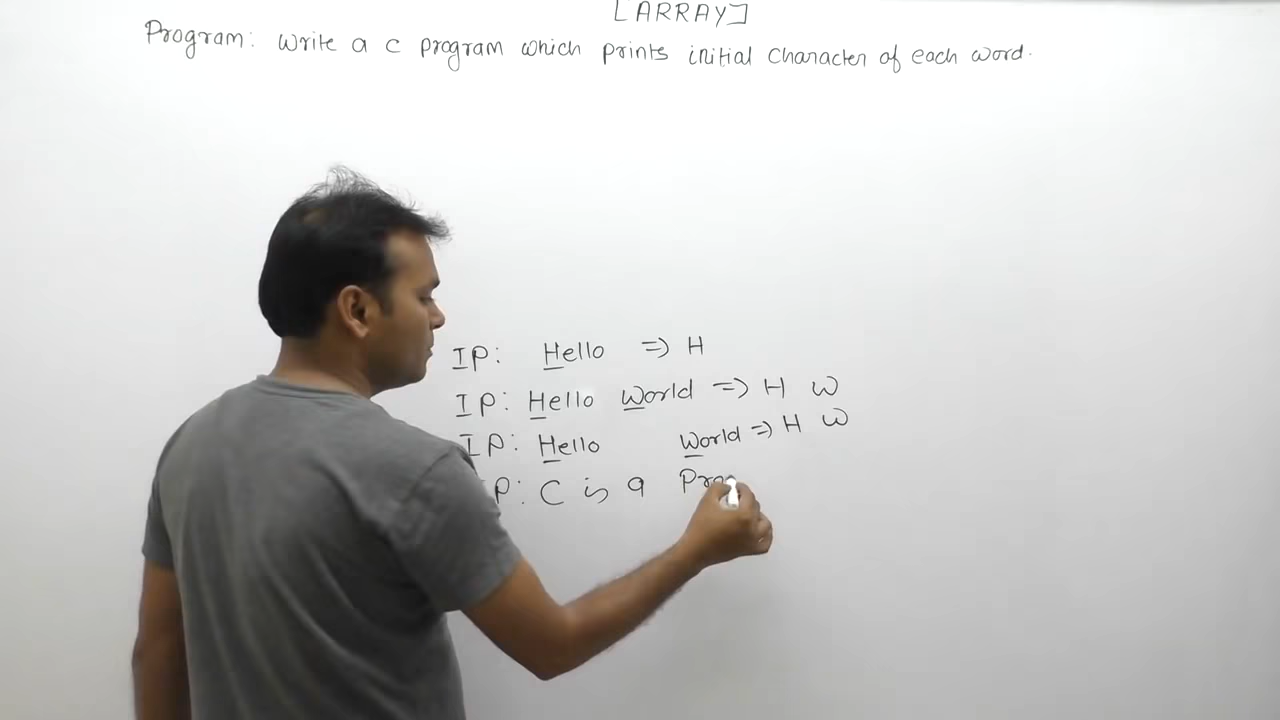 [ARRAY]
Program: Write a c program which prints initial character of each word.
IP: Hello => H
IP: Hello World => H W
IP: Hello World => H W
P: C is a